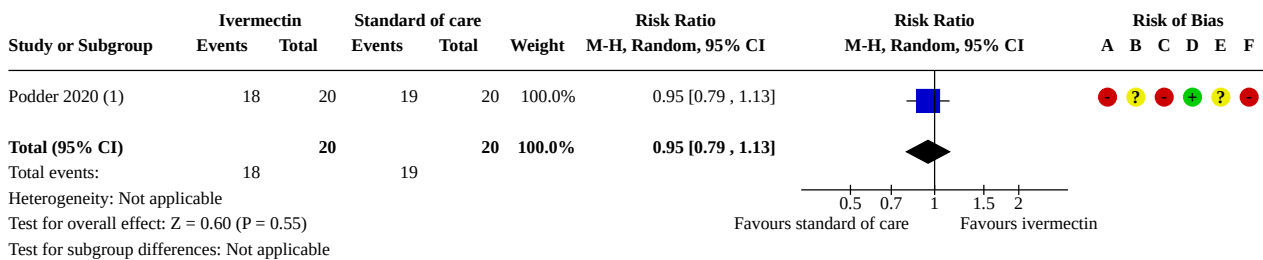 Ivermectin Standard of care Risk Ratio Risk Ratio Risk of Bias
Study or Subgroup Events Total Events Total Weight M-H, Random, 95% CI M-H, Random, 95% CI A B C D E F
Podder 2020 (1) 18 20 19 20 100.0% 0.95 [0.79 , 1.13] - ? - + ? -
Total (95% CI) 20 20 100.0% 0.95 [0.79 , 1.13]
Total events: 18 19
Heterogeneity: Not applicable 0.5 0.7 1 1.5 2
Test for overall effect: Z = 0.60 (P = 0.55) Favours standard of care Favours ivermectin
Test for subgroup differences: Not applicable